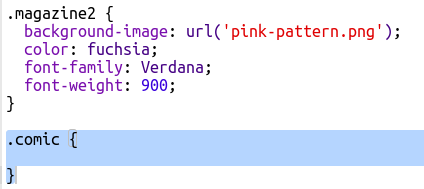 .magazine2 {
  background-image: url('pink-pattern.png');
  color: fuchsia;
  font-family: Verdana;
  font-weight: 900;
}

.comic {

}